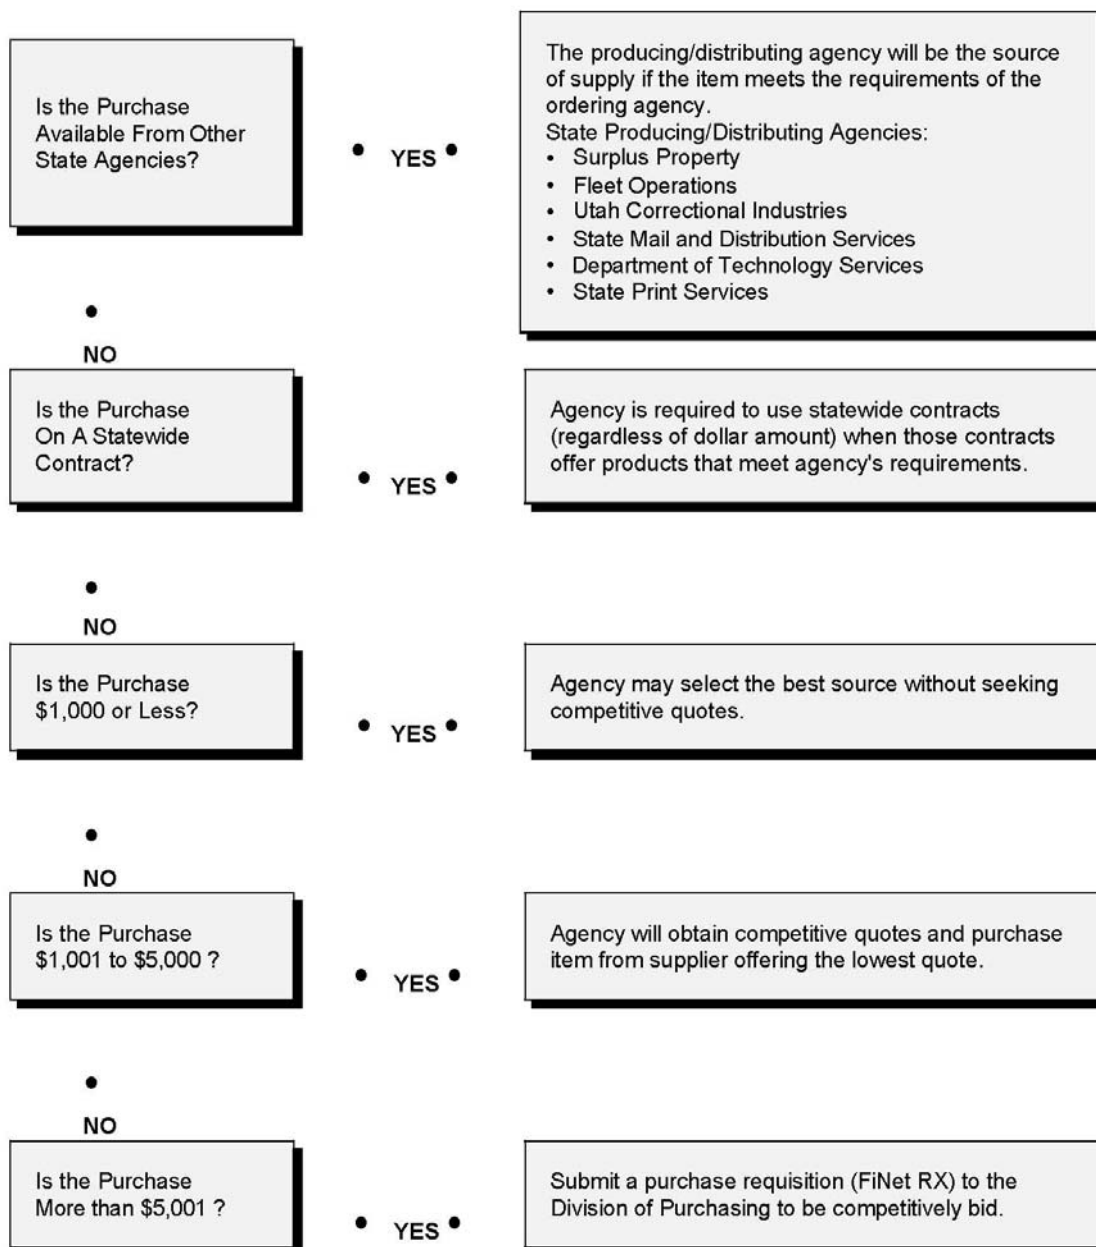 Is the Purchase
Available From Other
State Agencies?
• YES •
The producing/distributing agency will be the source
of supply if the item meets the requirements of the
ordering agency.
State Producing/Distributing Agencies:
• Surplus Property
• Fleet Operations
• Utah Correctional Industries
• State Mail and Distribution Services
• Department of Technology Services
• State Print Services
•
NO
Is the Purchase
On A Statewide
Contract?
• YES •
Agency is required to use statewide contracts
(regardless of dollar amount) when those contracts
offer products that meet agency's requirements.
•
NO
Is the Purchase
$1,000 or Less?
• YES •
Agency may select the best source without seeking
competitive quotes.
•
NO
Is the Purchase
$1,001 to $5,000 ?
• YES •
Agency will obtain competitive quotes and purchase
item from supplier offering the lowest quote.
•
NO
Is the Purchase
More than $5,001 ?
• YES •
Submit a purchase requisition (FiNet RX) to the
Division of Purchasing to be competitively bid.